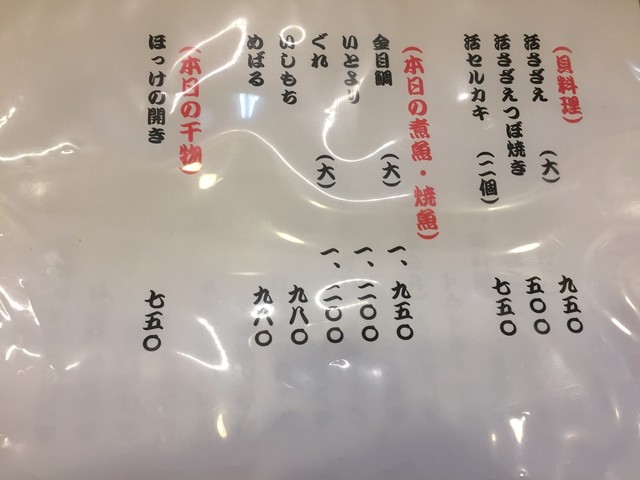 (貝料理)
活さざえ (大) 九五〇
活さざえつぼ焼き 五〇〇
活セルカキ (二個) 七五〇
(本日の煮魚・焼魚)
金目鯛 (大) 一、九五〇
いとより 一、二〇〇
ぐれ (大) 一、二〇〇
いしもち 九八〇
めばる 九八〇
(本日の干物)
ほっけの開き 七五〇